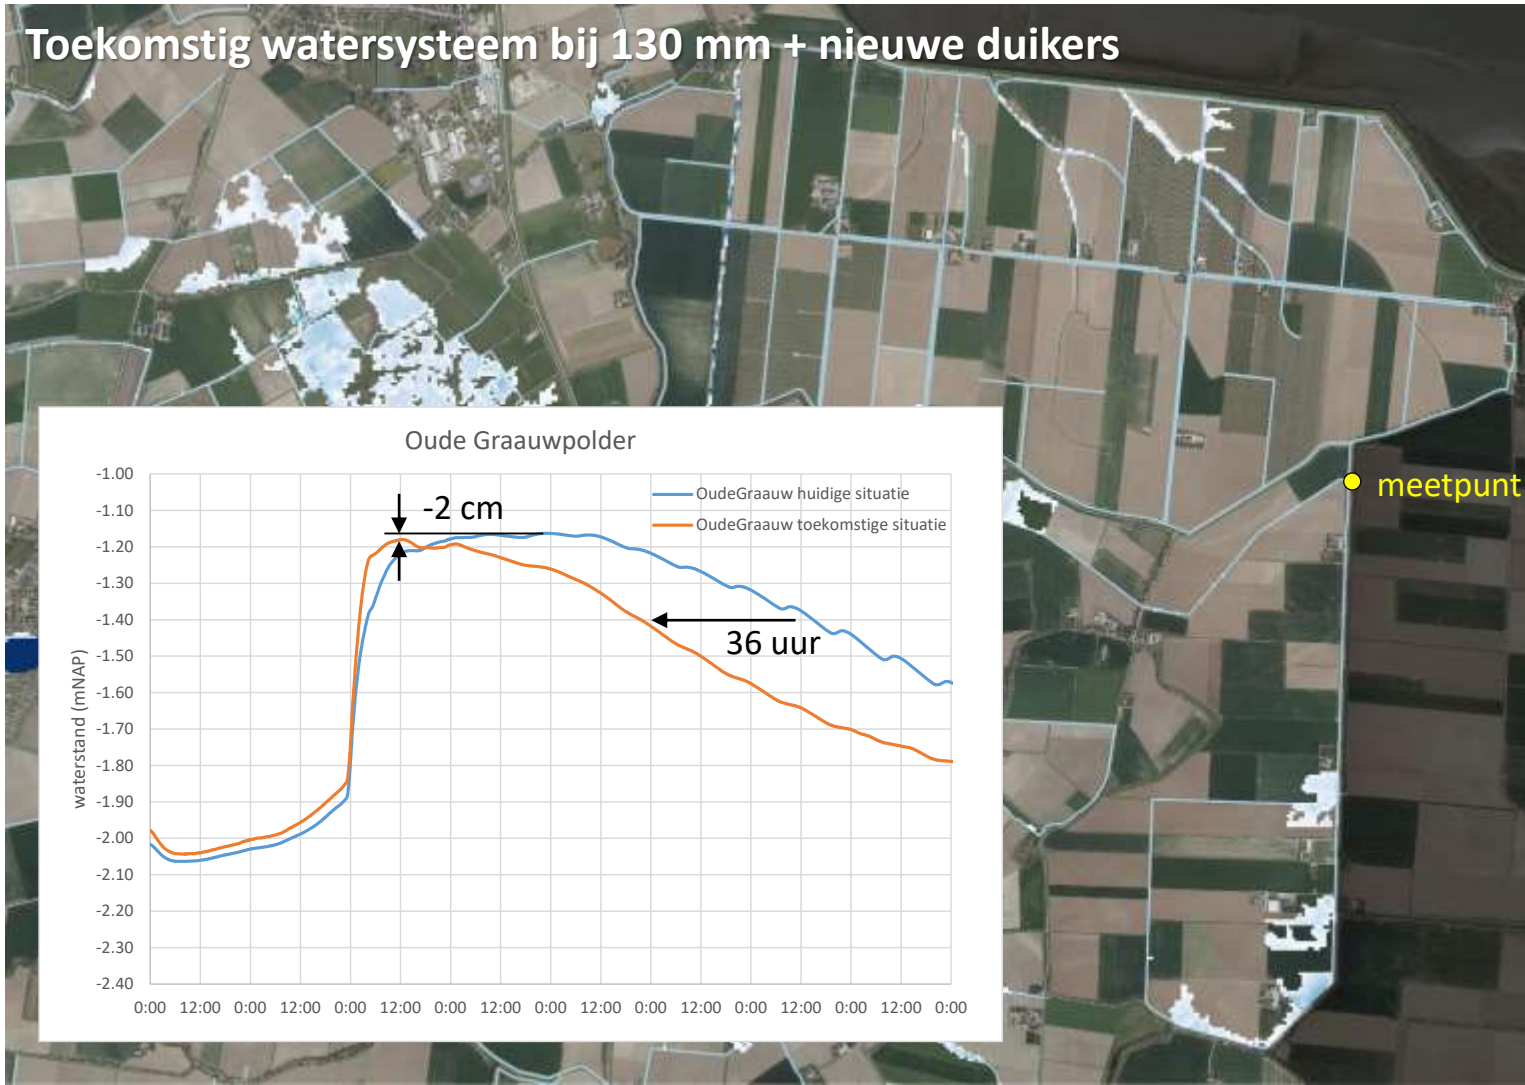 Toekomstig watersysteem bij 130 mm + nieuwe duikers
meetpunt
Oude Graauwpolder
OudeGraauw huidige situatie
OudeGraauw toekomstige situatie
-2 cm
36 uur
waterstand (mNAP)
-1.00
-1.10
-1.20
-1.30
-1.40
-1.50
-1.60
-1.70
-1.80
-1.90
-2.00
-2.10
-2.20
-2.30
-2.40
0:00 12:00 0:00 12:00 0:00 12:00 0:00 12:00 0:00 12:00 0:00 12:00 0:00 12:00 0:00 12:00 0:00